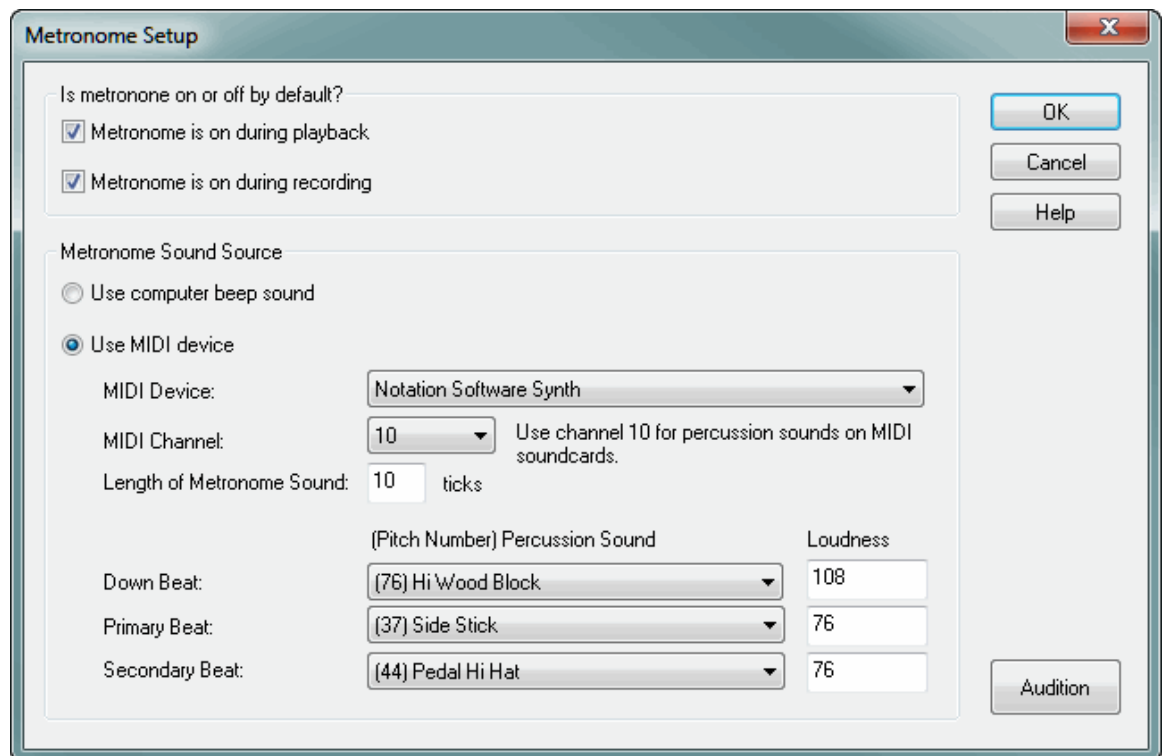 Metronome Setup
X
Is metronone on or off by default?
Metronome is on during playback
Metronome is on during recording
OK
Cancel
Help
Metronome Sound Source
Use computer beep sound
Use MIDI device
MIDI Device: Notation Software Synth
MIDI Channel: 10 Use channel 10 for percussion sounds on MIDI
soundcards.
Length of Metronome Sound: 10 ticks
(Pitch Number) Percussion Sound Loudness
Down Beat: (76) Hi Wood Block 108
Primary Beat: (37) Side Stick 76
Secondary Beat: (44) Pedal Hi Hat 76
Audition